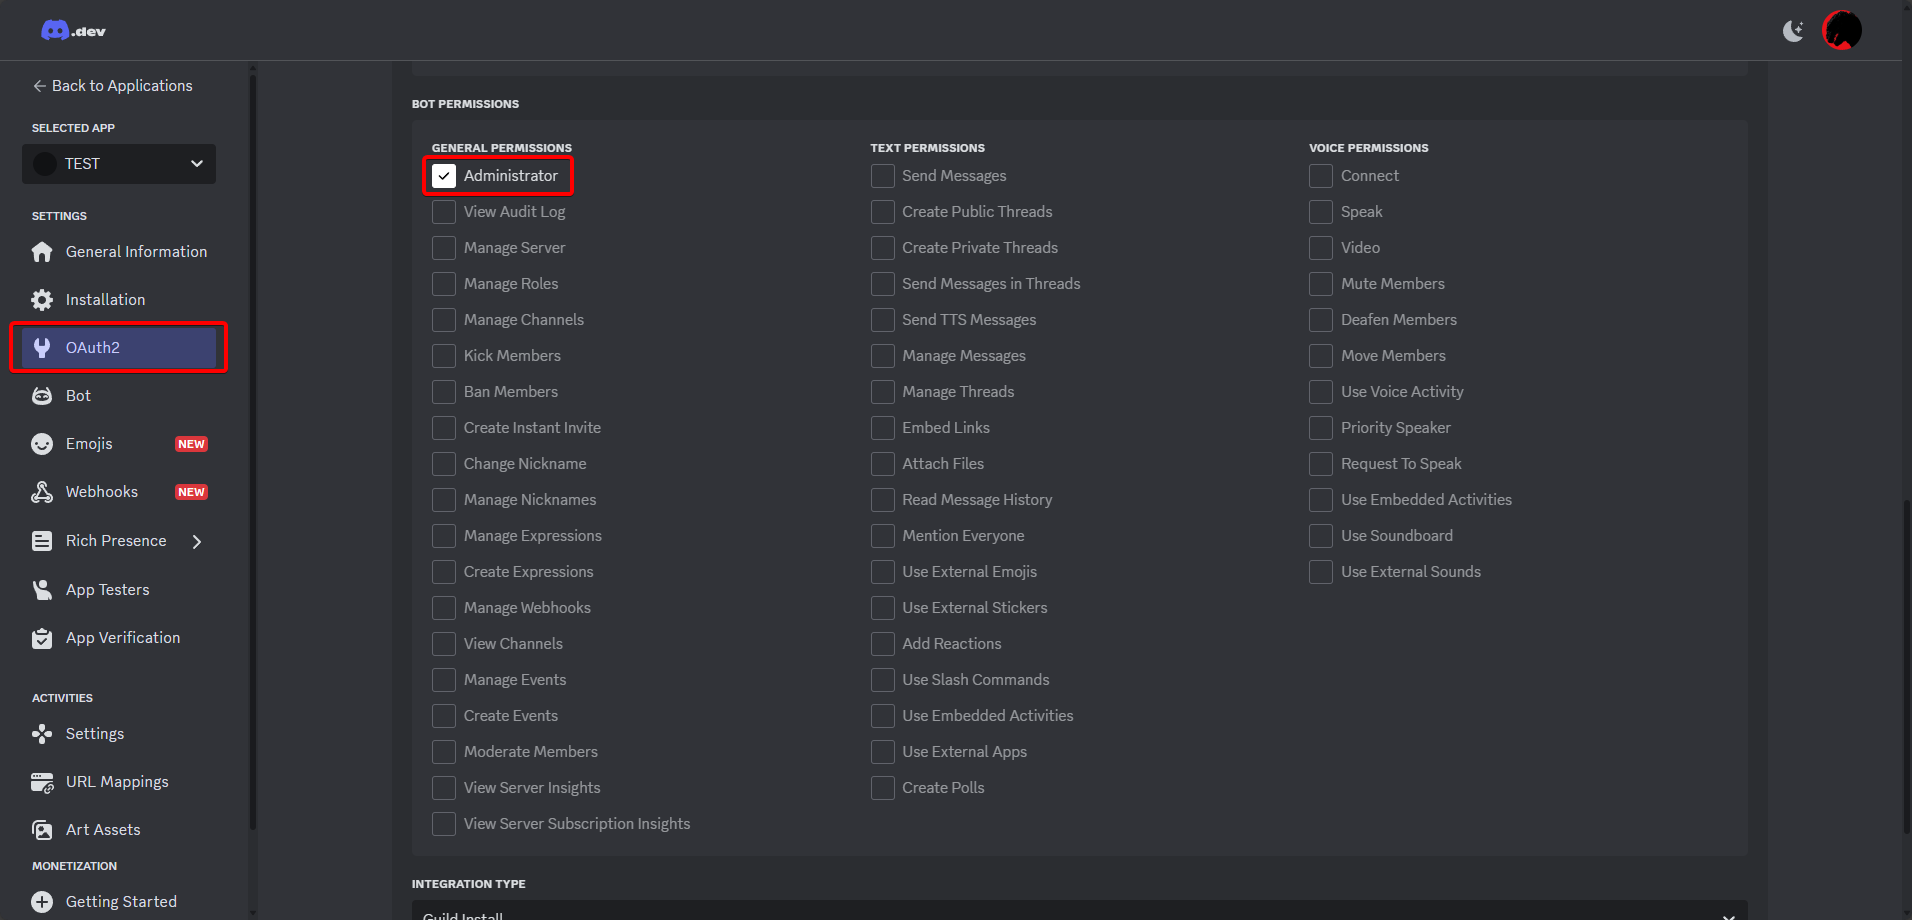 .dev
Back to Applications
SELECTED APP
TEST
SETTINGS
General Information
Installation
OAuth2
Bot
Emojis NEW
Webhooks NEW
Rich Presence
App Testers
App Verification
ACTIVITIES
Settings
URL Mappings
Art Assets
MONETIZATION
Getting Started
BOT PERMISSIONS
GENERAL PERMISSIONS
Administrator
View Audit Log
Manage Server
Manage Roles
Manage Channels
Kick Members
Ban Members
Create Instant Invite
Change Nickname
Manage Nicknames
Manage Expressions
Create Expressions
Manage Webhooks
View Channels
Manage Events
Create Events
Moderate Members
View Server Insights
View Server Subscription Insights
TEXT PERMISSIONS
Send Messages
Create Public Threads
Create Private Threads
Send Messages in Threads
Send TTS Messages
Manage Messages
Manage Threads
Embed Links
Attach Files
Read Message History
Mention Everyone
Use External Emojis
Use External Stickers
Add Reactions
Use Slash Commands
Use Embedded Activities
Use External Apps
Create Polls
VOICE PERMISSIONS
Connect
Speak
Video
Mute Members
Deafen Members
Move Members
Use Voice Activity
Priority Speaker
Request To Speak
Use Embedded Activities
Use Soundboard
Use External Sounds
INTEGRATION TYPE
Guild Install